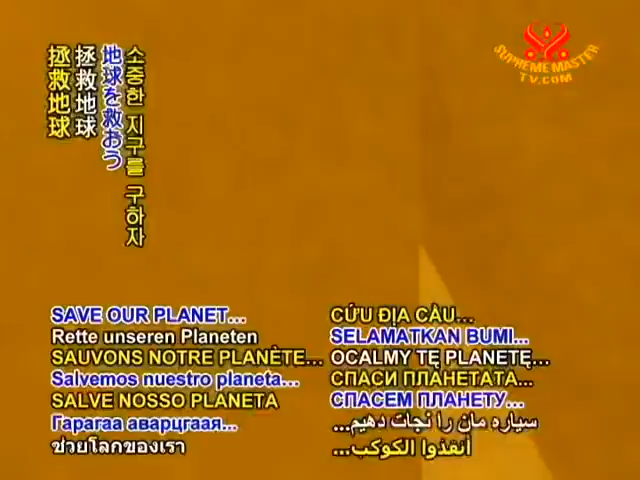 SUPREME MASTER
TV.COM
소중한 지구를 구하자
地球を救おう
拯救地球
拯救地球
SAVE OUR PLANET...
Rette unseren Planeten
SAUVONS NOTRE PLANÈTE...
Salvemos nuestro planeta...
SALVE NOSSO PLANETA
Гарагаа аварцгаая...
ช่วยโลกของเรา
CỨU ĐỊA CẦU...
SELAMATKAN BUMI...
OCALMY TĘ PLANETĘ...
СПАСИ ПЛАНЕТАТА...
СПАСЕМ ПЛАНЕТУ...
سیاره مان را نجات دهیم...
أنقذوا الكوكب...